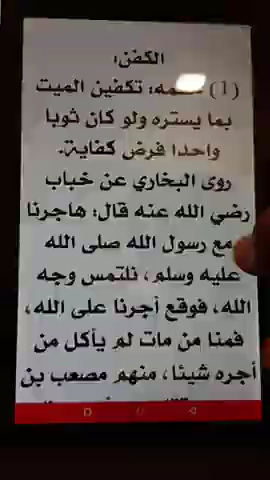 الكفن:
(1) تكفين الميت
بما يستره ولو كان ثوبا
واحدا فرض كفاية.
روى البخاري عن خباب
رضي الله عنه قال: هاجرنا
مع رسول الله صلى الله
عليه وسلم، نلتمس وجه
الله، فوقع أجرنا على الله،
فمنا من مات لم يأكل من
أجره شيئا، منهم مصعب بن